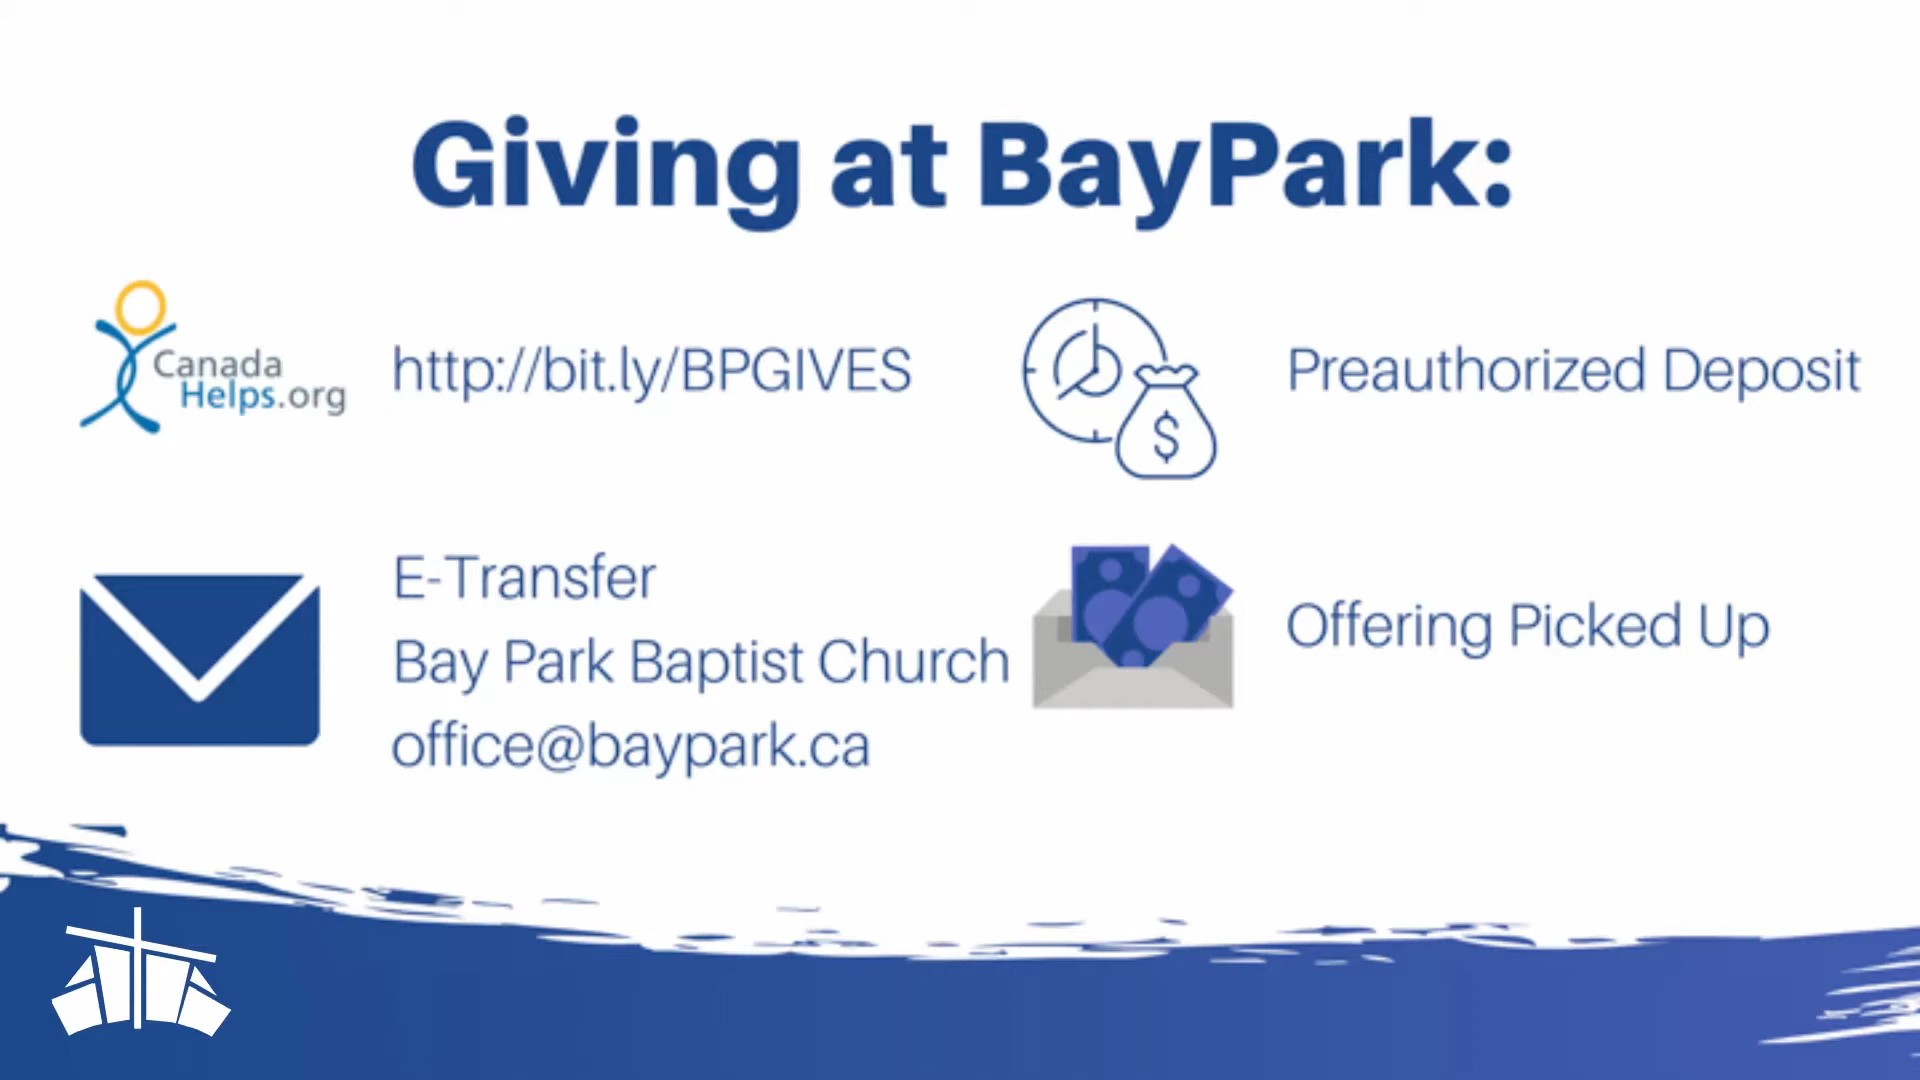 Giving at BayPark:
Canada
Helps.org
http://bit.ly/BPGIVES
$
Preauthorized Deposit
E-Transfer
Bay Park Baptist Church
office@baypark.ca
Offering Picked Up